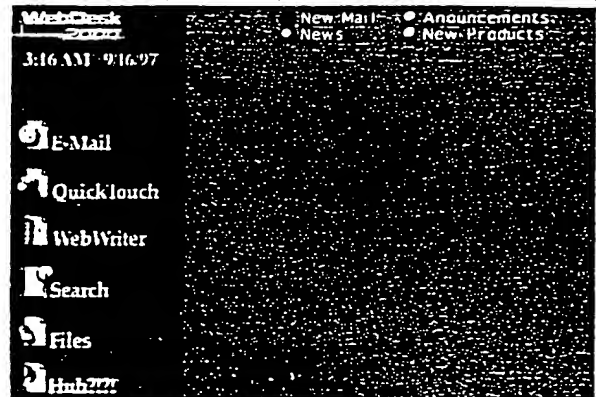 WebDesk
2000
New Mail Anouncements
News New Products
3:16 AM 9/16/97
E-Mail
QuickTouch
WebWriter
Search
Files
Hub????